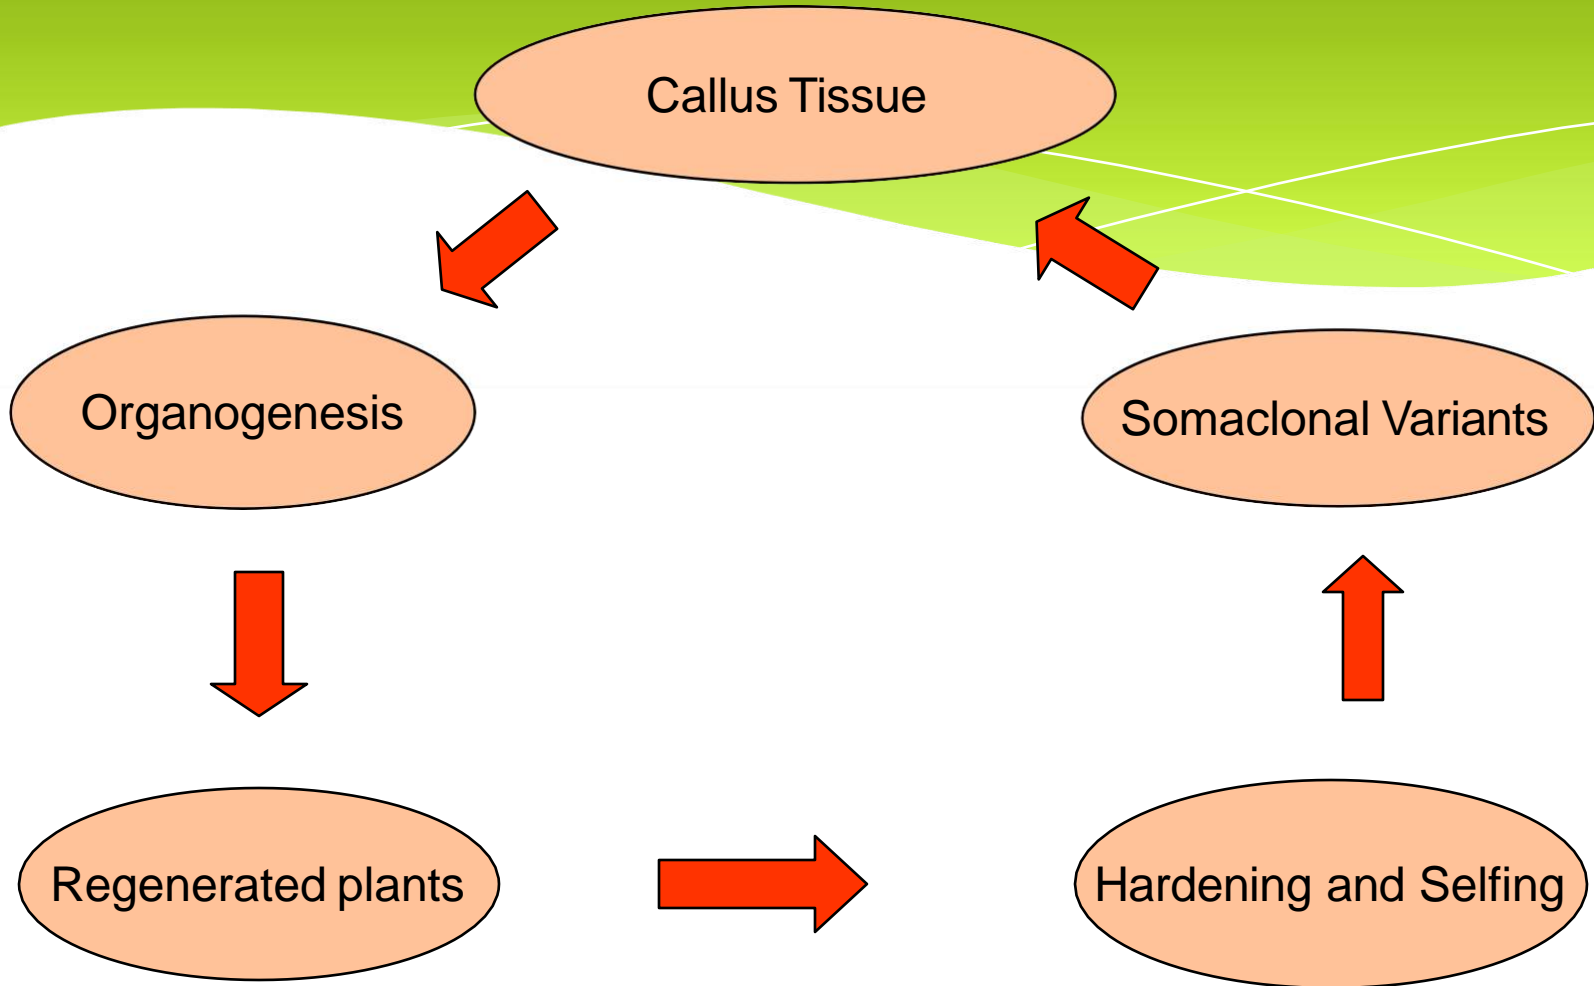 Callus Tissue
Organogenesis
Somaclonal Variants
Regenerated plants
Hardening and Selfing